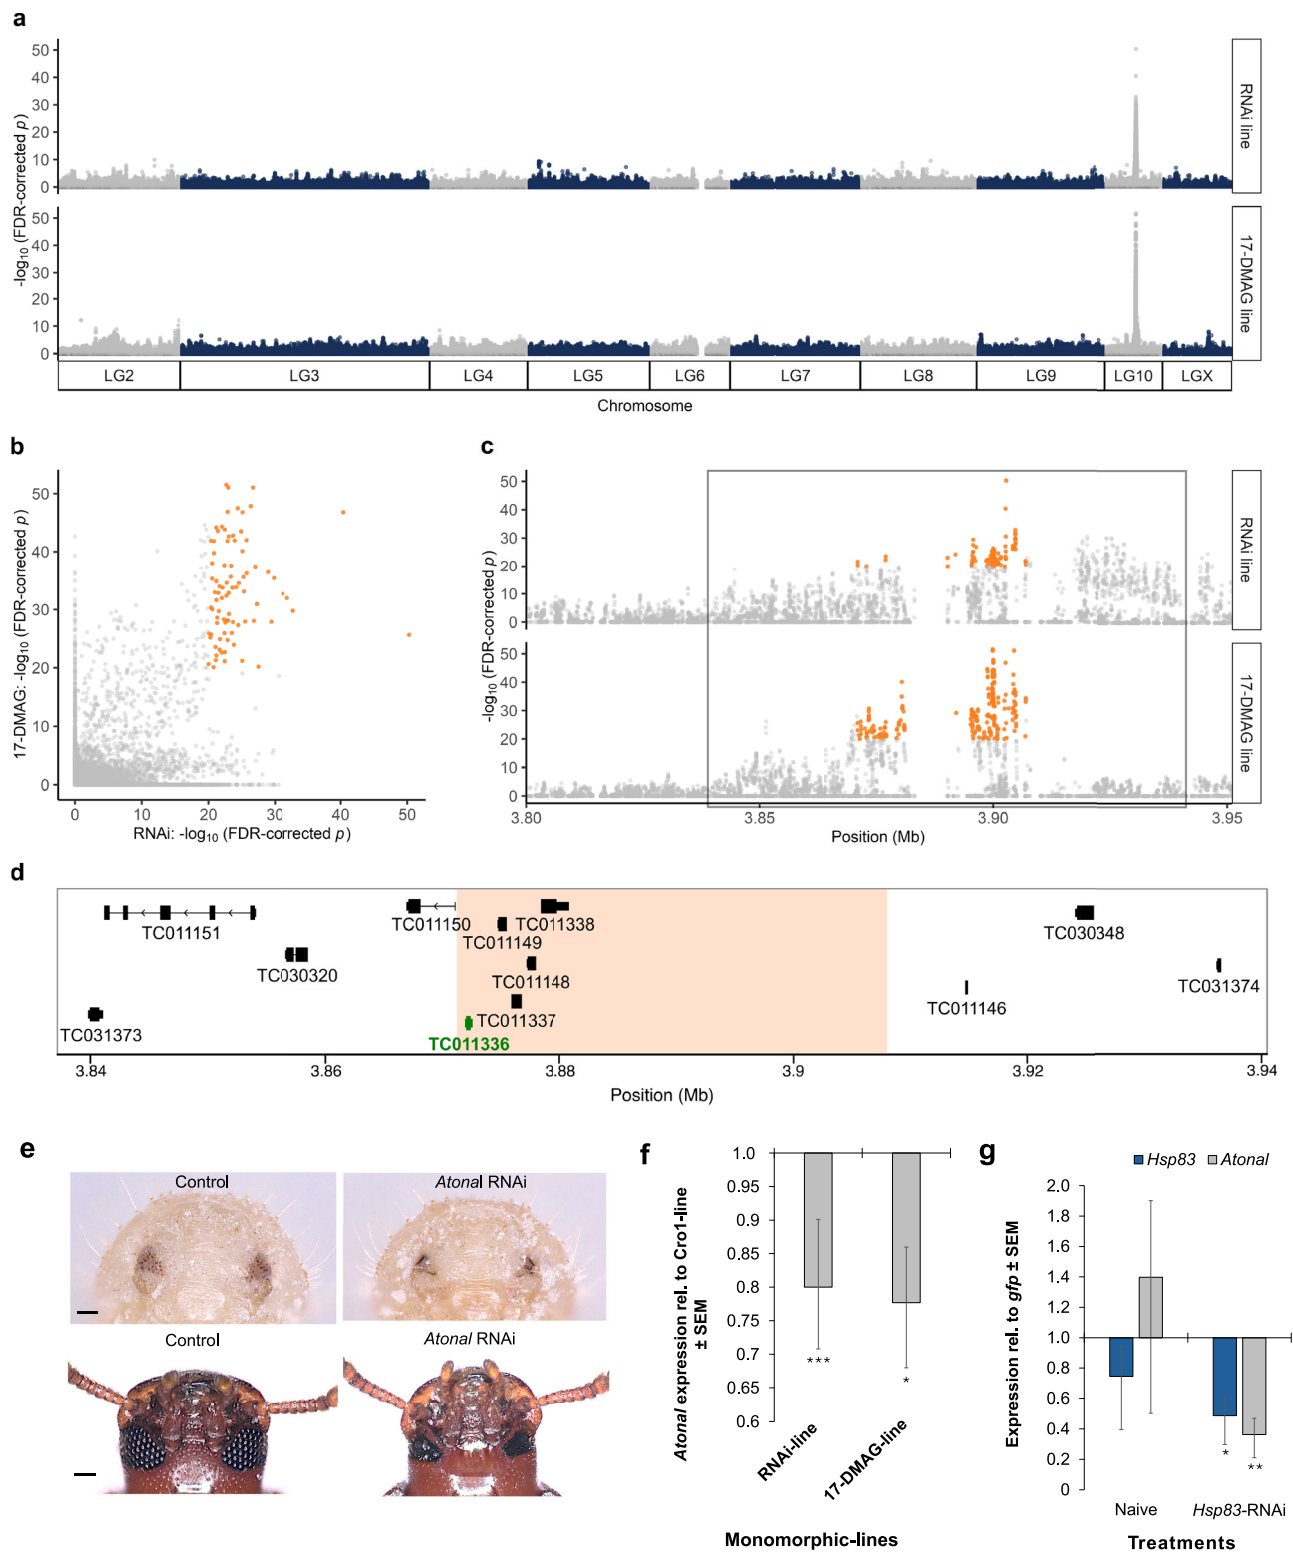 a
50
40
30
20
10
0
RNAi line
50
40
30
20
10
0
17-DMAG line
-log10 (FDR-corrected p)
LG2 LG3 LG4 LG5 LG6 LG7 LG8 LG9 LG10 LGX
Chromosome
b
50
40
30
20
10
0
17-DMAG: -log10 (FDR-corrected p)
0 10 20 30 40 50
RNAi: -log10 (FDR-corrected p)
c
50
40
30
20
10
0
RNAi line
50
40
30
20
10
0
17-DMAG line
-log10 (FDR-corrected p)
3.80 3.85 3.90 3.95
Position (Mb)
d
TC011151
TC011150
TC011338
TC030348
TC011149
TC030320
TC011148
TC031374
TC011146
TC031373
TC011337
TC011336
3.84 3.86 3.88 3.9 3.92 3.94
Position (Mb)
e
Control
Atonal RNAi
Control
Atonal RNAi
f
1.0
0.95
0.9
0.85
0.8
0.75
0.7
0.65
0.6
Atonal expression rel. to Cro1-line
± SEM
***
*
RNAi-line
17-DMAG-line
Monomorphic-lines
g
Hsp83 Atonal
2.0
1.8
1.6
1.4
1.2
1.0
0.8
0.6
0.4
0.2
0
Expression rel. to gfp ± SEM
*
**
Naive Hsp83-RNAi
Treatments